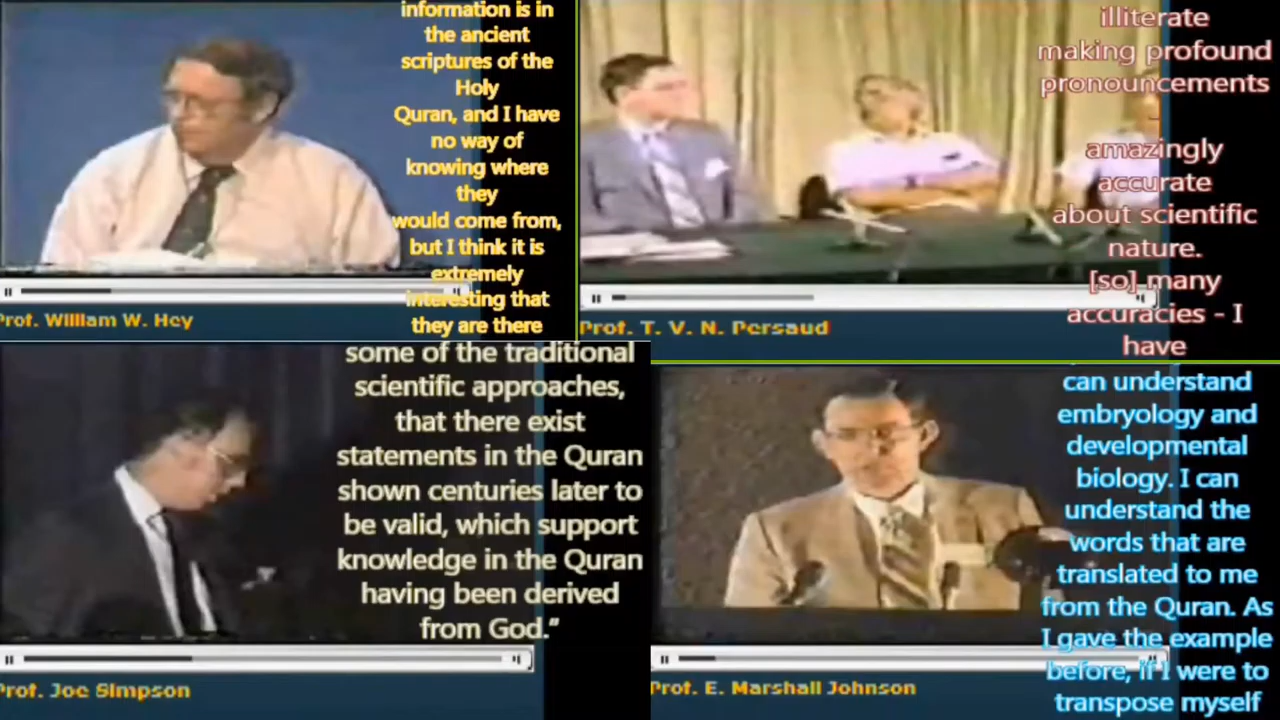 information is in
the ancient
scriptures of the
Holy
Quran, and I have
no way of
knowing where
they
would come from,
but I think it is
extremely
interesting that
they are there
Prof. William W. Hey
illiterate
making profound
pronouncements
-
amazingly
accurate
about scientific
nature.
[so] many
accuracies - I
have
Prof. T. V. N. Persaud
some of the traditional
scientific approaches,
that there exist
statements in the Quran
shown centuries later to
be valid, which support
knowledge in the Quran
having been derived
from God.”
Prof. Joe Simpson
can understand
embryology and
developmental
biology. I can
understand the
words that are
translated to me
from the Quran. As
I gave the example
before, if I were to
transpose myself
Prof. E. Marshall Johnson